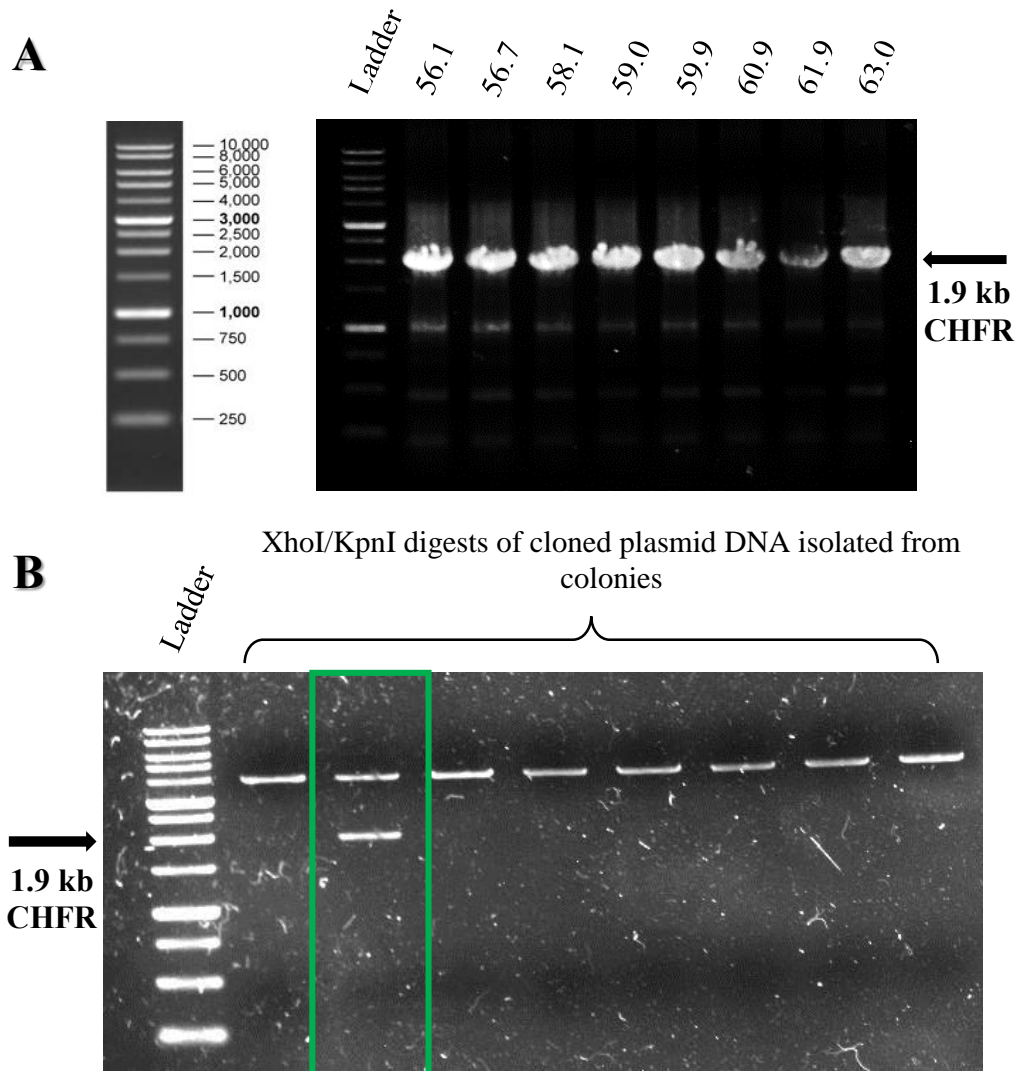 A
Ladder
56.1
56.7
58.1
59.0
59.9
60.9
61.9
63.0
10,000
8,000
6,000
5,000
4,000
3,000
2,500
2,000
1,500
1,000
750
500
250
1.9 kb
CHFR
XhoI/KpnI digests of cloned plasmid DNA isolated from
colonies
B
Ladder
1.9 kb
CHFR